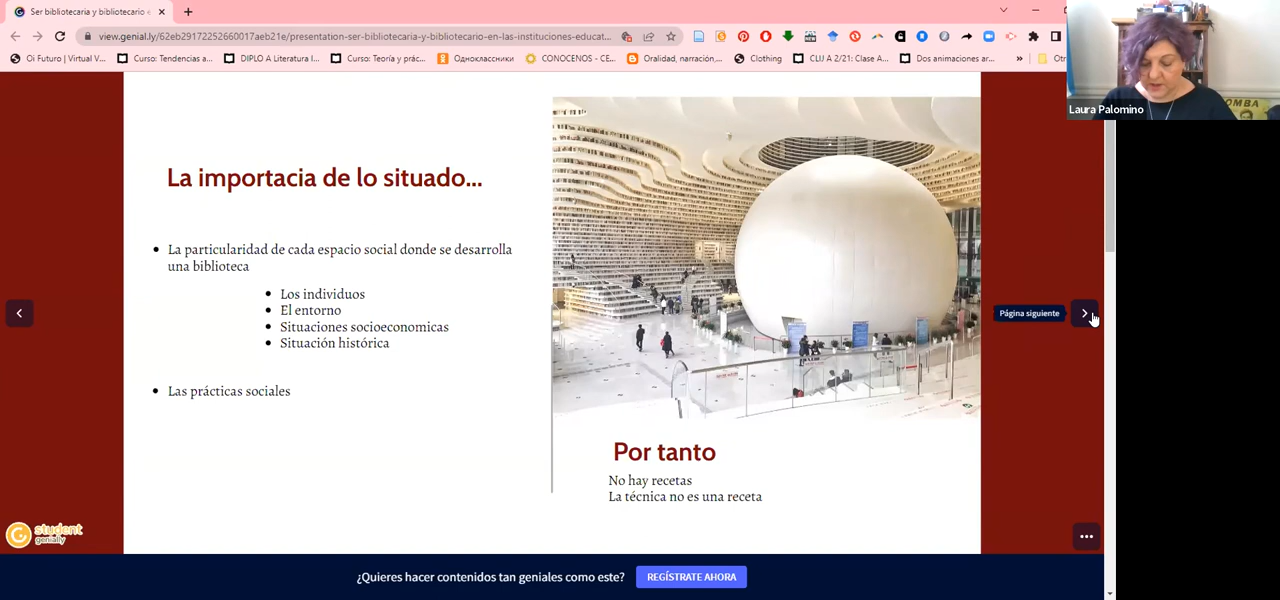 Ser bibliotecaria y bibliotecario e
view.genial.ly/62eb29172252660017aeb21e/presentation-ser-bibliotecaria-y-bibliotecario-en-las-instituciones-educat...
Oi Futuro | Virtual V...
Curso: Tendencias a...
DIPLO A Literatura I...
Curso: Teoría y prác...
Одноклассники
CONOCENOS - CE...
Oralidad, narración,...
Clothing
CLIJ A 2/21: Clase A...
Dos animaciones ar...
»
Laura Palomino
La importacia de lo situado...
La particularidad de cada espacio social donde se desarrolla
una biblioteca
Los individuos
El entorno
Situaciones socioeconomicas
Situación histórica
Las prácticas sociales
Página siguiente
Por tanto
No hay recetas
La técnica no es una receta
student
genially
¿Quieres hacer contenidos tan geniales como este?
REGÍSTRATE AHORA